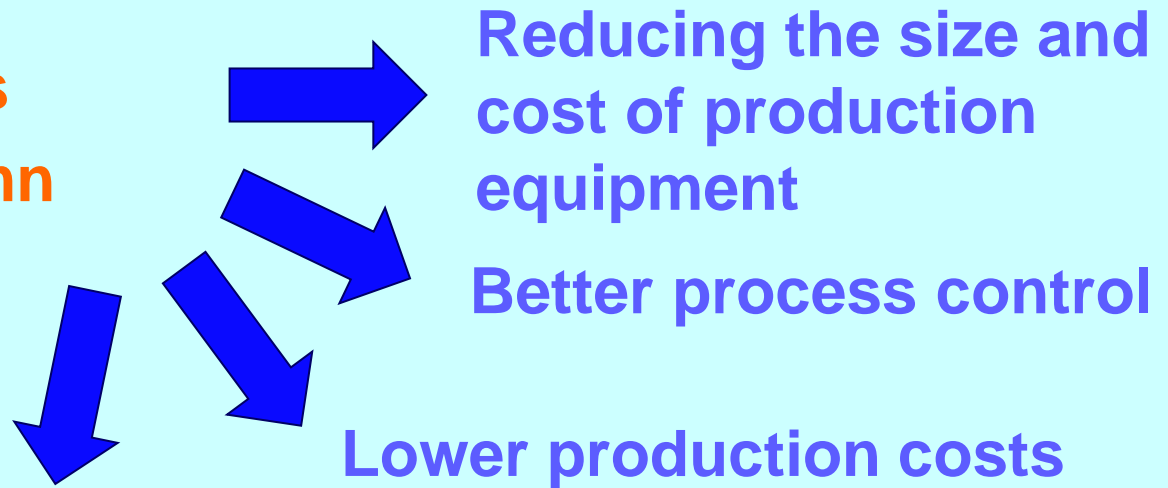 Reducing the size and
cost of production
equipment
Better process control
Lower production costs